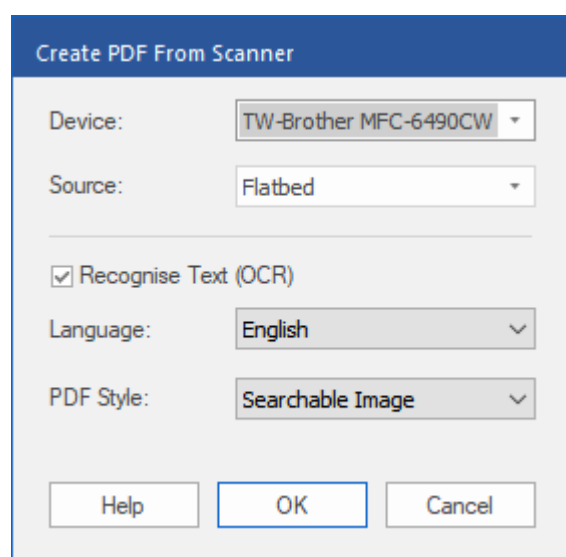 Create PDF From Scanner
Device: TW-Brother MFC-6490CW
Source: Flatbed
Recognise Text (OCR)
Language: English
PDF Style: Searchable Image
Help OK Cancel